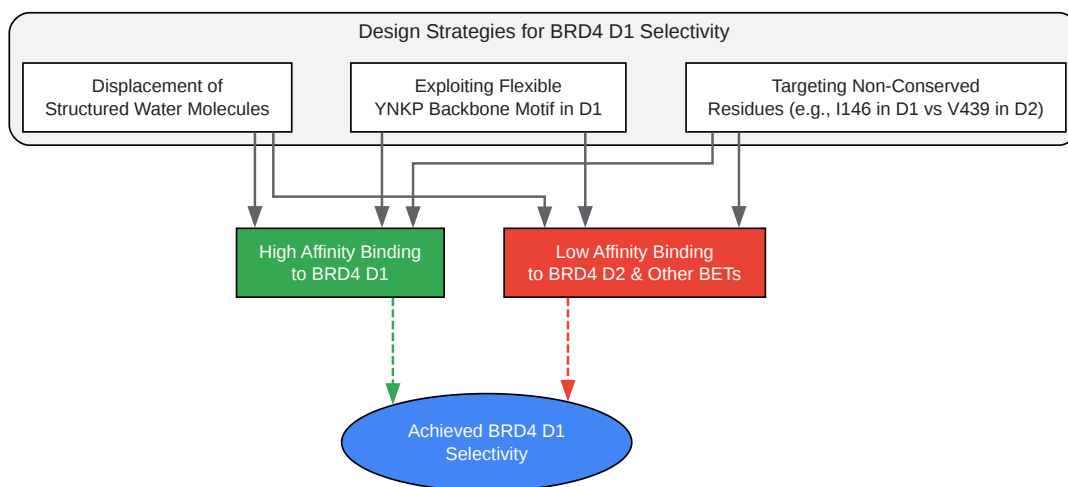 Design Strategies for BRD4 D1 Selectivity
Displacement of
Structured Water Molecules
Exploiting Flexible
YNKP Backbone Motif in D1
Targeting Non-Conserved
Residues (e.g., I146 in D1 vs V439 in D2)
High Affinity Binding
to BRD4 D1
Low Affinity Binding
to BRD4 D2 & Other BETs
Achieved BRD4 D1
Selectivity